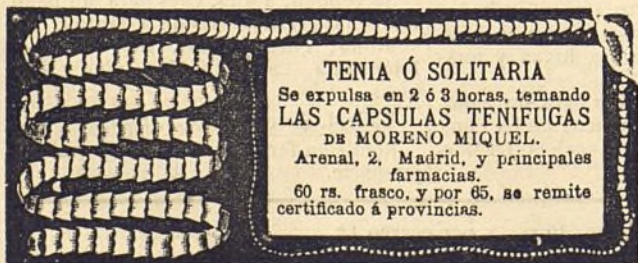 TENIA Ó SOLITARIA
Se expulsa en 2 ó 3 horas, temando
LAS CAPSULAS TENIFUGAS
DE MORENO MIQUEL.
Arenal, 2, Madrid, y principales
farmacias.
60 rs. frasco, y por 65, se remite
certificado á provincias.